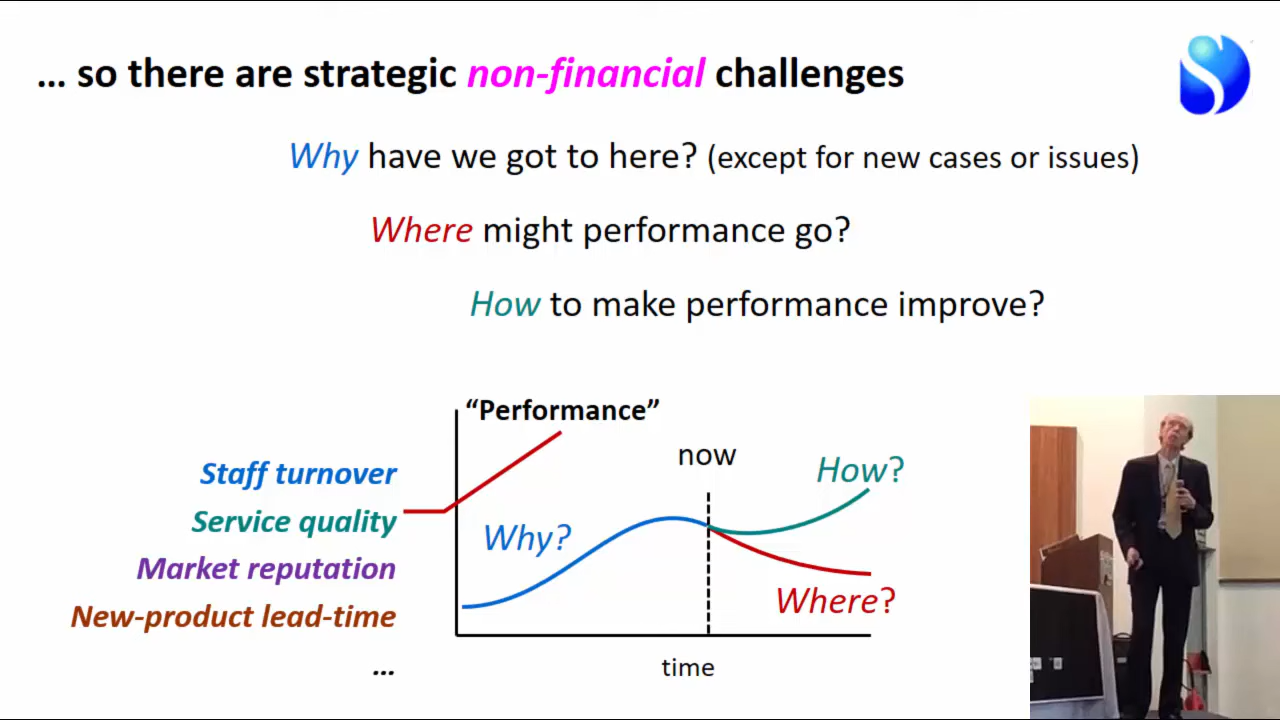 … so there are strategic non-financial challenges
Why have we got to here? (except for new cases or issues)
Where might performance go?
How to make performance improve?
“Performance”
now
How?
Staff turnover
Service quality
Why?
Market reputation
Where?
New-product lead-time
...
time